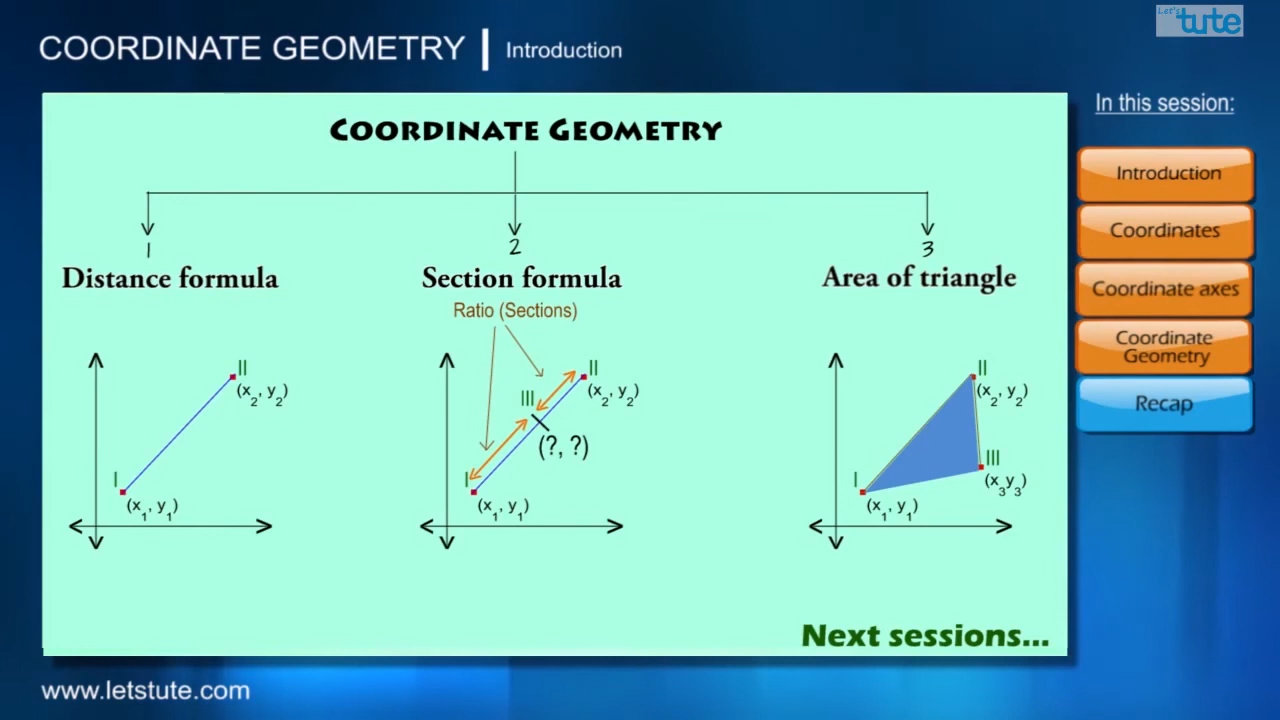 Let's tute
COORDINATE GEOMETRY | Introduction
In this session:
Introduction
Coordinates
Coordinate axes
Coordinate
Geometry
Recap
COORDINATE GEOMETRY
1
Distance formula
II
(x2, y2)
I
(x1, y1)
2
Section formula
Ratio (Sections)
II
(x2, y2)
III
(?, ?)
I
(x1, y1)
3
Area of triangle
II
(x2, y2)
III
(x3y3)
I
(x1, y1)
Next sessions...
www.letstute.com